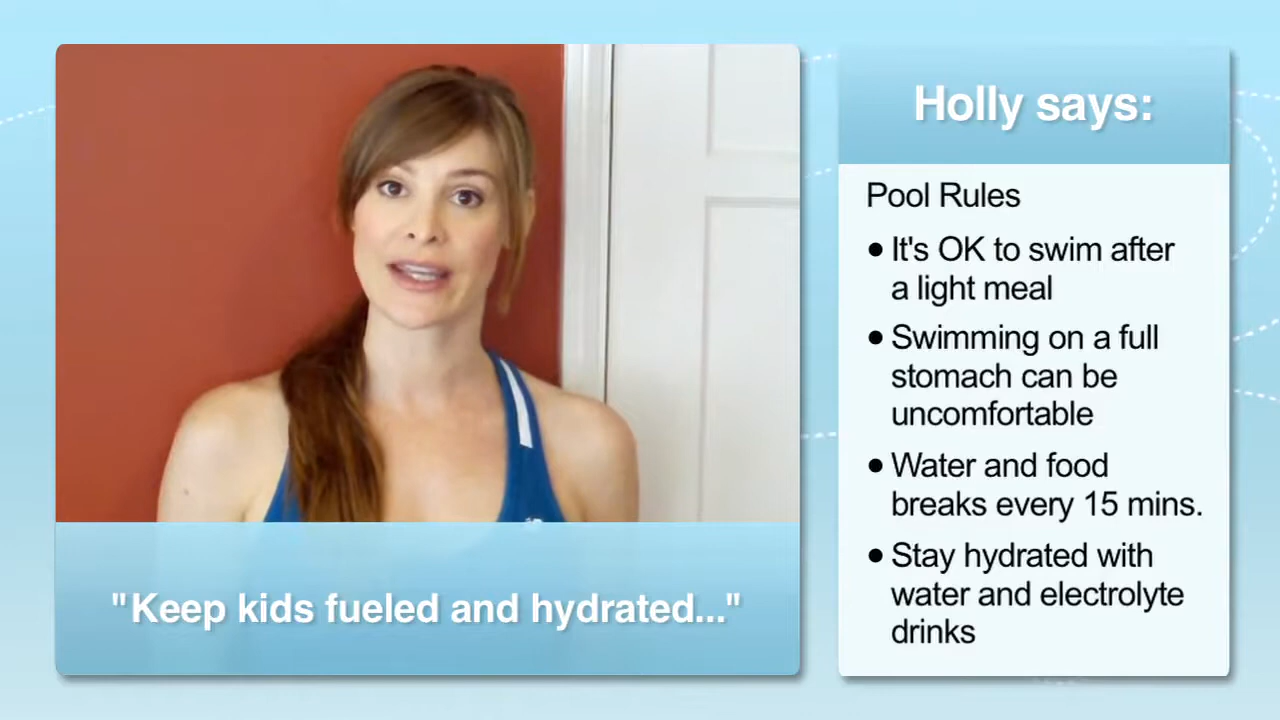 Holly says:
Pool Rules
● It's OK to swim after
a light meal
● Swimming on a full
stomach can be
uncomfortable
● Water and food
breaks every 15 mins.
● Stay hydrated with
water and electrolyte
drinks
"Keep kids fueled and hydrated..."